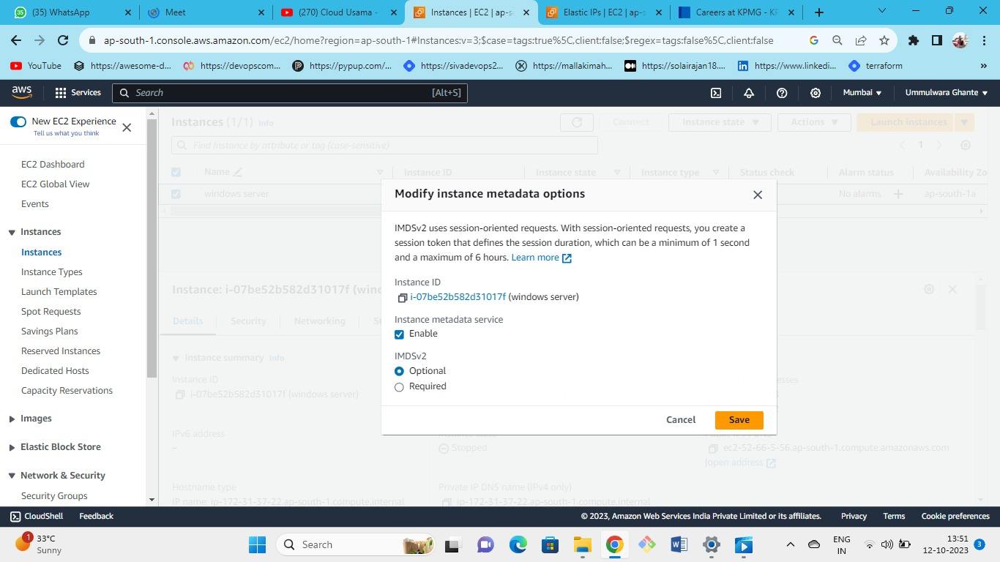 (35) WhatsApp
Meet
(270) Cloud Usama -
Instances | EC2 | ap-s
Elastic IPs | EC2 | ap-s
Careers at KPMG - KP
ap-south-1.console.aws.amazon.com/ec2/home?region=ap-south-1#Instances:v=3;$case=tags:true%5C,client:false;$regex=tags:false%5C,client:false
YouTube
https://awesome-d...
https://devopscom...
https://pypup.com/...
https://sivadevops2...
https://mallakimah...
https://solairajan18....
https://www.linkedi...
terraform
aws
Services
Search
[Alt+S]
Mumbai
Ummulwara Ghante
New EC2 Experience
Tell us what you think
EC2 Dashboard
EC2 Global View
Events
Instances
Instances
Instance Types
Launch Templates
Spot Requests
Savings Plans
Reserved Instances
Dedicated Hosts
Capacity Reservations
Images
Elastic Block Store
Network & Security
Security Groups
Instances (1/1) Info
Connect
Instance state
Actions
Launch instances
Find Instance by attribute or tag (case-sensitive)
1
Name
Instance ID
Instance state
Instance type
Status check
Alarm status
Availability Zo
windows server
No alarms
ap-south-1a
Modify instance metadata options
IMDSv2 uses session-oriented requests. With session-oriented requests, you create a
session token that defines the session duration, which can be a minimum of 1 second
and a maximum of 6 hours. Learn more
Instance ID
i-07be52b582d31017f (windows server)
Instance metadata service
Enable
IMDSv2
Optional
Required
Cancel
Save
Instance: i-07be52b582d31017f (wind
Details
Security
Networking
Instance summary Info
Instance ID
i-07be52b582d31017f (windows server)
IPv6 address
–
Stopped
ec2-52-66-5-56.ap-south-1.compute.amazonaws.com
|open address
Hostname type
IP name: ip-172-31-37-22.ap-south-1.compute.internal
Private IP DNS name (IPv4 only)
ip-172-31-37-22.ap-south-1.compute.internal
CloudShell
Feedback
© 2023, Amazon Web Services India Private Limited or its affiliates.
Privacy
Terms
Cookie preferences
1
33°C
Sunny
Search
ENG
IN
13:51
12-10-2023
3